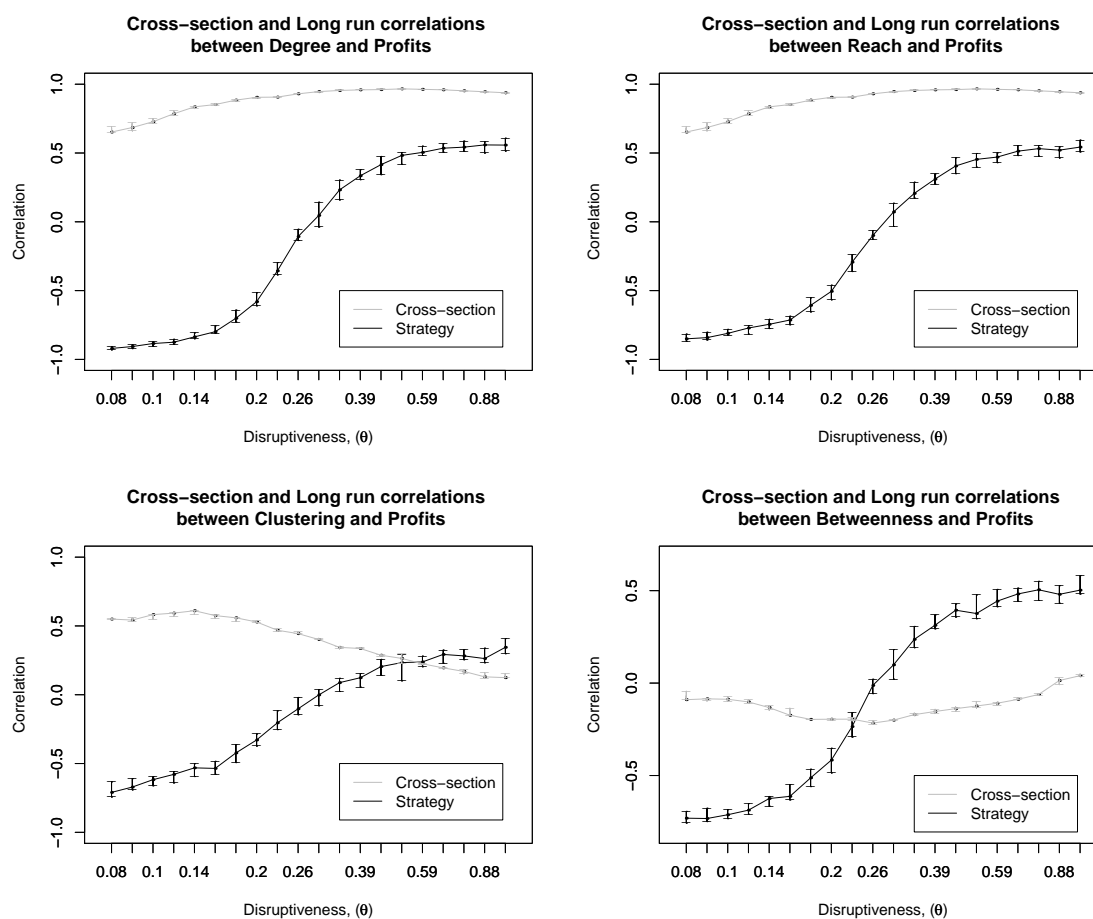 Cross−section and Long run correlations
between Degree and Profits
1.0
0.5
0.0
−0.5
−1.0
Correlation
Cross−section
Strategy
0.08 0.1 0.14 0.2 0.26 0.39 0.59 0.88
Disruptiveness, (θ)
Cross−section and Long run correlations
between Reach and Profits
1.0
0.5
0.0
−0.5
−1.0
Correlation
Cross−section
Strategy
0.08 0.1 0.14 0.2 0.26 0.39 0.59 0.88
Disruptiveness, (θ)
Cross−section and Long run correlations
between Clustering and Profits
1.0
0.5
0.0
−0.5
−1.0
Correlation
Cross−section
Strategy
0.08 0.1 0.14 0.2 0.26 0.39 0.59 0.88
Disruptiveness, (θ)
Cross−section and Long run correlations
between Betweenness and Profits
0.5
0.0
−0.5
Correlation
Cross−section
Strategy
0.08 0.1 0.14 0.2 0.26 0.39 0.59 0.88
Disruptiveness, (θ)